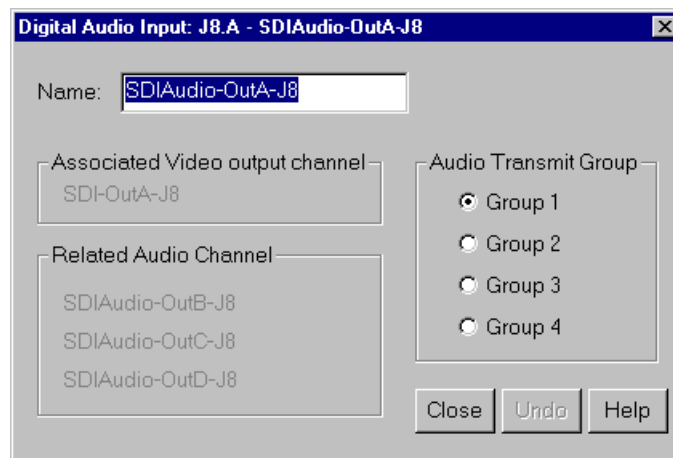 Digital Audio Input: J8.A - SDIAudio-OutA-J8
Name: SDIAudio-OutA-J8
Associated Video output channel
SDI-OutA-J8
Related Audio Channel
SDIAudio-OutB-J8
SDIAudio-OutC-J8
SDIAudio-OutD-J8
Audio Transmit Group
Group 1
Group 2
Group 3
Group 4
Close Undo Help